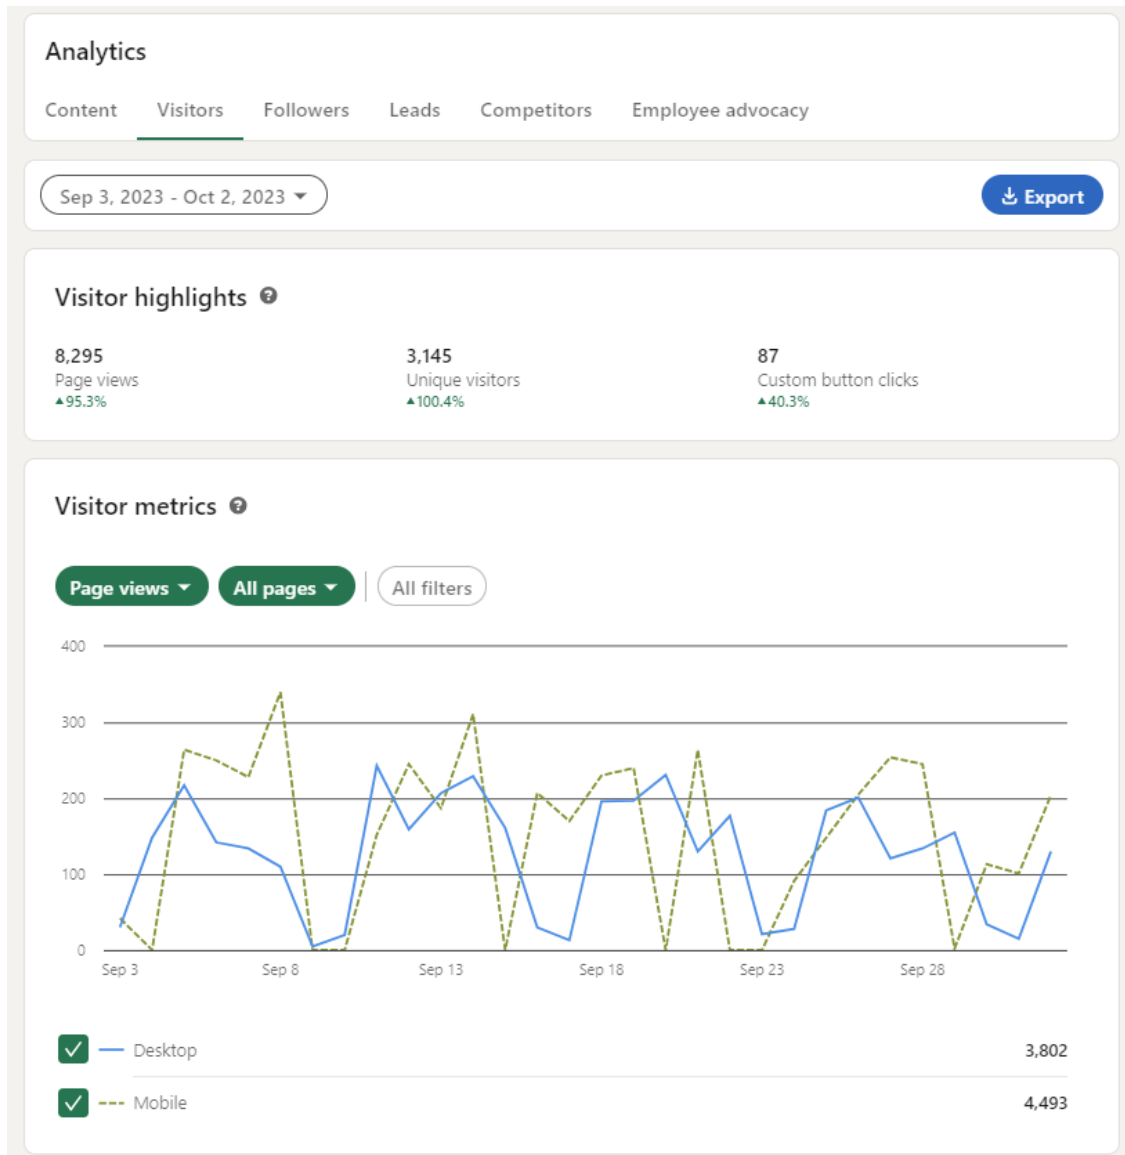 Analytics
Content Visitors Followers Leads Competitors Employee advocacy
Sep 3, 2023 - Oct 2, 2023
Export
Visitor highlights
8,295 3,145 87
Page views Unique visitors Custom button clicks
95.3% 100.4% 40.3%
Visitor metrics
Page views All pages All filters
400
300
200
100
0
Sep 3 Sep 8 Sep 13 Sep 18 Sep 23 Sep 28
Desktop 3,802
Mobile 4,493